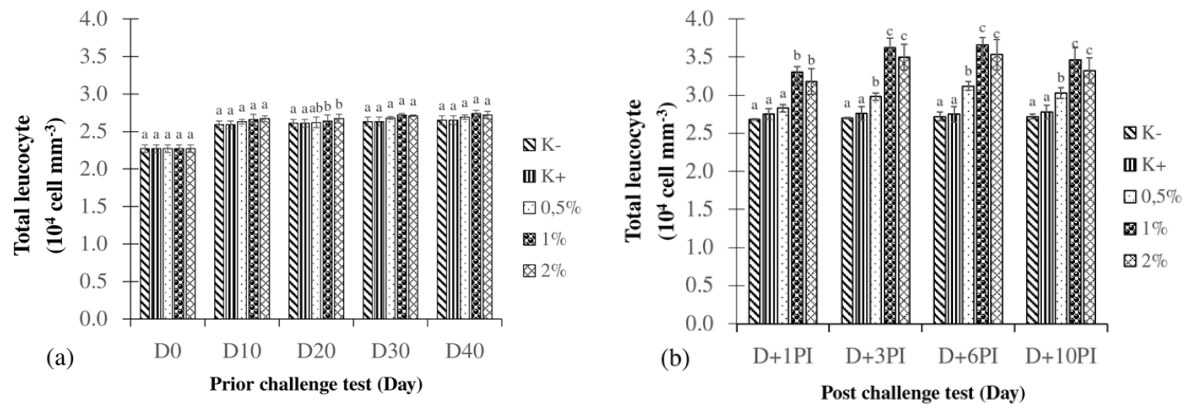 4.0
3.5
3.0
2.5
2.0
1.5
1.0
0.5
0.0
Total leucocyte
(10⁴ cell mm⁻³)
a a a a a
a a a a a
a a ab b b
a a a a a
a a a a a
K-
K+
0,5%
1%
2%
D0 D10 D20 D30 D40
(a)
Prior challenge test (Day)
4.0
3.5
3.0
2.5
2.0
1.5
1.0
0.5
0.0
Total leucocyte
(10⁴ cell mm⁻³)
a a a b b
a a b c c
a a b c c
a a b c c
K-
K+
0,5%
1%
2%
D+1PI D+3PI D+6PI D+10PI
(b)
Post challenge test (Day)